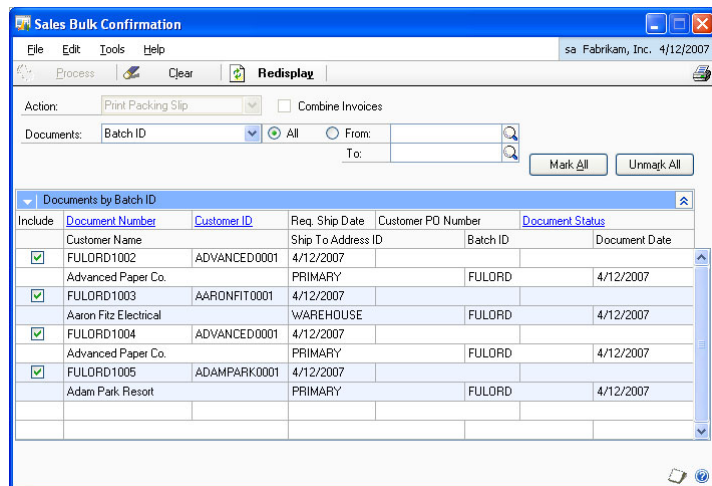 Sales Bulk Confirmation
File Edit Tools Help sa Fabrikam, Inc. 4/12/2007
Process Clear Redisplay
Action: Print Packing Slip Combine Invoices
Documents: Batch ID All From:
To:
Mark All Unmark All
Documents by Batch ID
Include Document Number Customer ID Req. Ship Date Customer PO Number Document Status
Customer Name Ship To Address ID Batch ID Document Date
FULORD1002 ADVANCED0001 4/12/2007
Advanced Paper Co. PRIMARY FULORD 4/12/2007
FULORD1003 AARONFIT0001 4/12/2007
Aaron Fitz Electrical WAREHOUSE FULORD 4/12/2007
FULORD1004 ADVANCED0001 4/12/2007
Advanced Paper Co. PRIMARY FULORD 4/12/2007
FULORD1005 ADAMPARK0001 4/12/2007
Adam Park Resort PRIMARY FULORD 4/12/2007